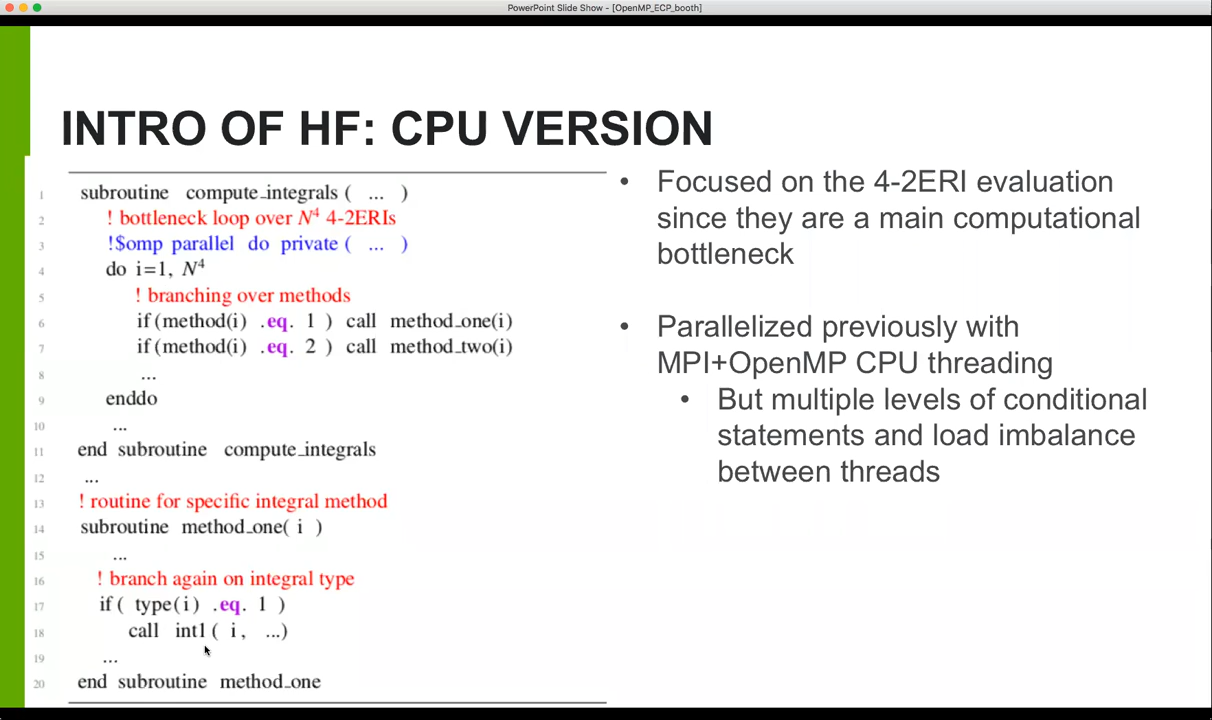 PowerPoint Slide Show - [OpenMP_ECP_booth]
INTRO OF HF: CPU VERSION
1 subroutine compute_integrals ( ... )
2 ! bottleneck loop over N⁴ 4-2ERIs
3 !$omp parallel do private ( ... )
4 do i=1, N⁴
5 ! branching over methods
6 if (method(i) .eq. 1 ) call method_one(i)
7 if (method(i) .eq. 2 ) call method_two(i)
8 ...
9 enddo
10 ...
11 end subroutine compute_integrals
12 ...
13 ! routine for specific integral method
14 subroutine method_one( i )
15 ...
16 ! branch again on integral type
17 if ( type(i) .eq. 1 )
18 call int1( i, ...)
19 ...
20 end subroutine method_one
• Focused on the 4-2ERI evaluation
since they are a main computational
bottleneck
• Parallelized previously with
MPI+OpenMP CPU threading
• But multiple levels of conditional
statements and load imbalance
between threads